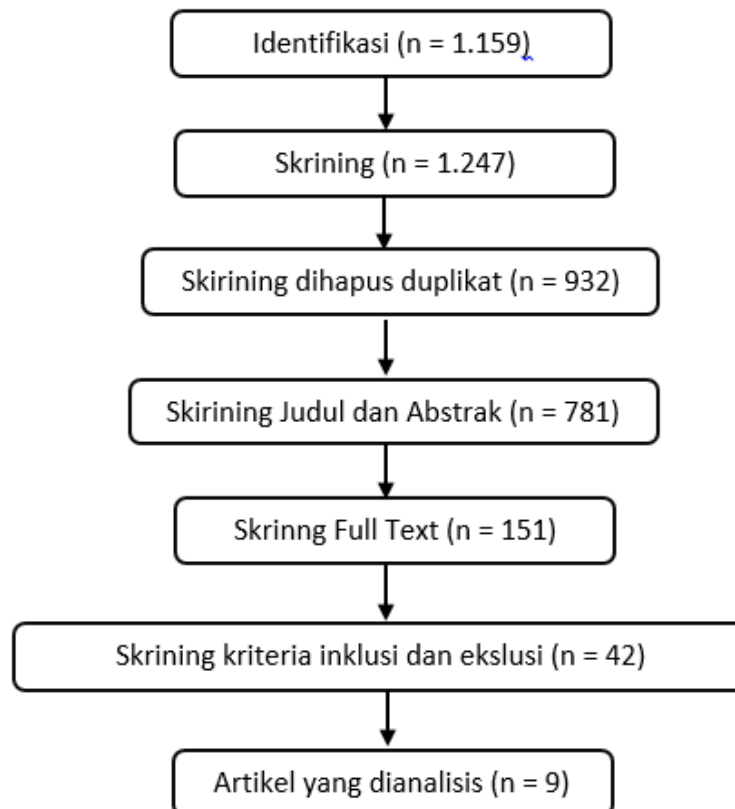 Identifikasi (n = 1.159)
Skrining (n = 1.247)
Skirining dihapus duplikat (n = 932)
Skirining Judul dan Abstrak (n = 781)
Skrinng Full Text (n = 151)
Skrining kriteria inklusi dan ekslusi (n = 42)
Artikel yang dianalisis (n = 9)